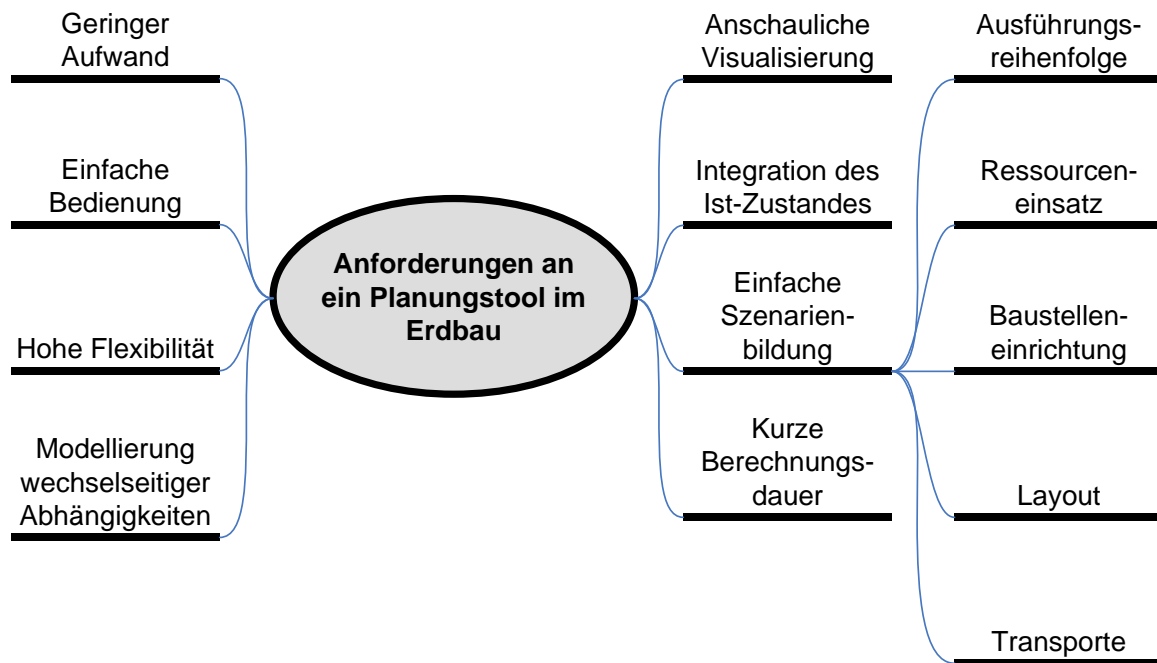 Geringer
Aufwand
Einfache
Bedienung
Hohe Flexibilität
Modellierung
wechselseitiger
Abhängigkeiten
Anforderungen an
ein Planungstool im
Erdbau
Anschauliche
Visualisierung
Integration des
Ist-Zustandes
Einfache
Szenarien-
bildung
Kurze
Berechnungs-
dauer
Ausführungs-
reihenfolge
Ressourcen-
einsatz
Baustellen-
einrichtung
Layout
Transporte